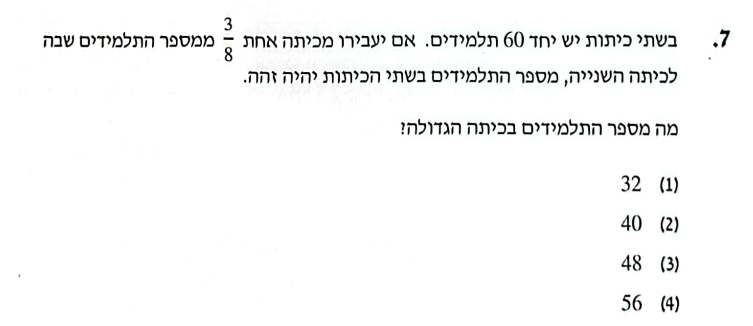 7. בשתי כיתות יש יחד 60 תלמידים. אם יעבירו מכיתה אחת 3/8 ממספר התלמידים שבה
לכיתה השנייה, מספר התלמידים בשתי הכיתות יהיה זהה.
מה מספר התלמידים בכיתה הגדולה?
(1) 32
(2) 40
(3) 48
(4) 56